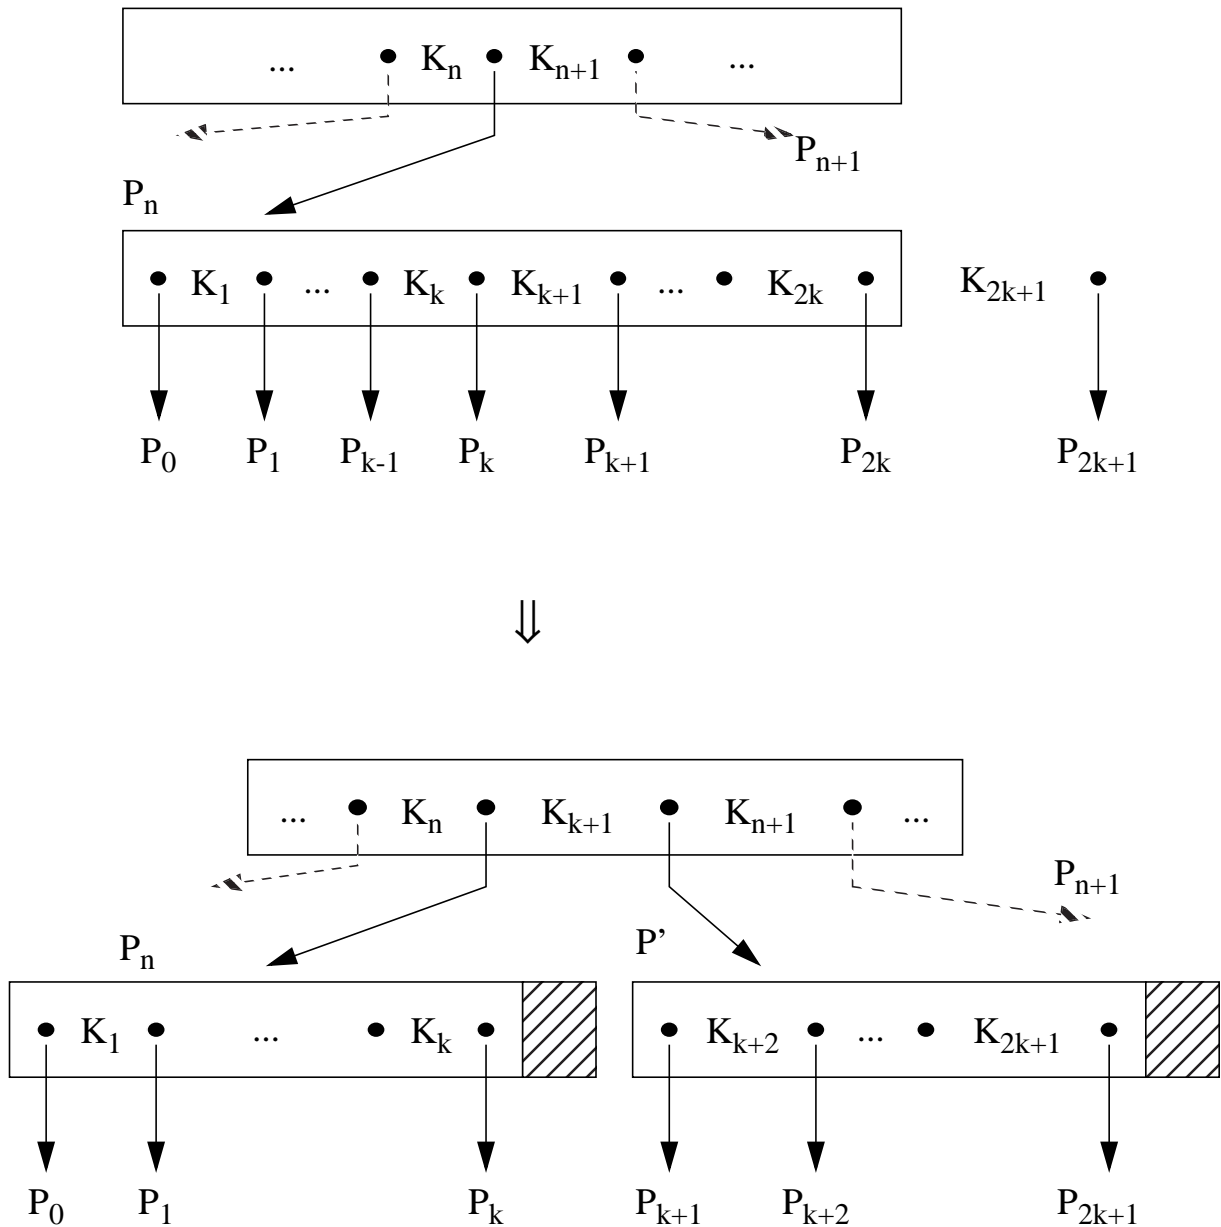 ... K_n K_{n+1} ...
P_{n+1}
P_n
K_1 ... K_k K_{k+1} ... K_{2k} K_{2k+1}
P_0 P_1 P_{k-1} P_k P_{k+1} P_{2k} P_{2k+1}
⇓
... K_n K_{k+1} K_{n+1} ...
P_{n+1}
P_n P’
K_1 ... K_k K_{k+2} ... K_{2k+1}
P_0 P_1 P_k P_{k+1} P_{k+2} P_{2k+1}